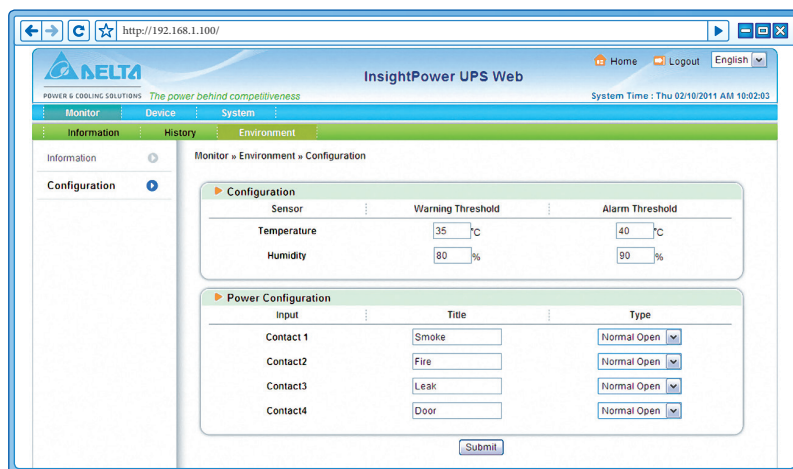 http://192.168.1.100/
Home Logout English
DELTA
InsightPower UPS Web
POWER & COOLING SOLUTIONS The power behind competitiveness
System Time : Thu 02/10/2011 AM 10:02:03
Monitor Device System
Information History Environment
Information
Configuration
Monitor » Environment » Configuration
Configuration
Sensor Warning Threshold Alarm Threshold
Temperature 35 °C 40 °C
Humidity 80 % 90 %
Power Configuration
Input Title Type
Contact 1 Smoke Normal Open
Contact2 Fire Normal Open
Contact3 Leak Normal Open
Contact4 Door Normal Open
Submit